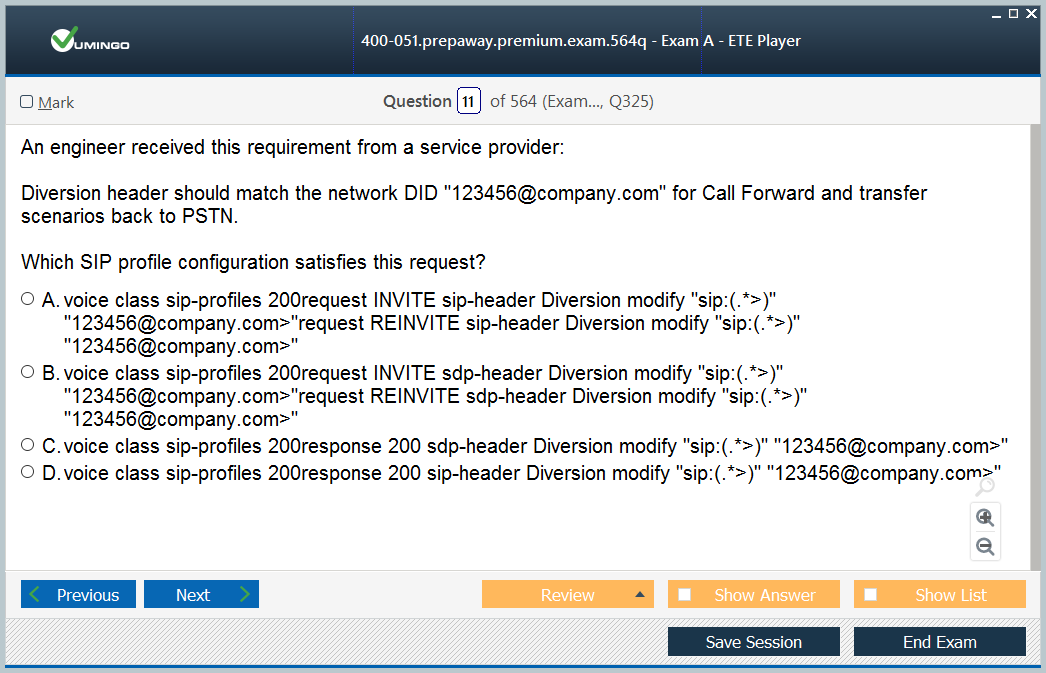 VUMINGO
400-051.prepaway.premium.exam.564q - Exam A - ETE Player
Mark
Question 11 of 564 (Exam..., Q325)
An engineer received this requirement from a service provider:
Diversion header should match the network DID "123456@company.com" for Call Forward and transfer
scenarios back to PSTN.
Which SIP profile configuration satisfies this request?
A. voice class sip-profiles 200request INVITE sip-header Diversion modify "sip:(.*>)"
"123456@company.com>"request REINVITE sip-header Diversion modify "sip:(.*>)"
"123456@company.com>"
B. voice class sip-profiles 200request INVITE sdp-header Diversion modify "sip:(.*>)"
"123456@company.com>"request REINVITE sdp-header Diversion modify "sip:(.*>)"
"123456@company.com>"
C. voice class sip-profiles 200response 200 sdp-header Diversion modify "sip:(.*>)" "123456@company.com>"
D. voice class sip-profiles 200response 200 sip-header Diversion modify "sip:(.*>)" "123456@company.com>"
Previous
Next
Review
Show Answer
Show List
Save Session
End Exam